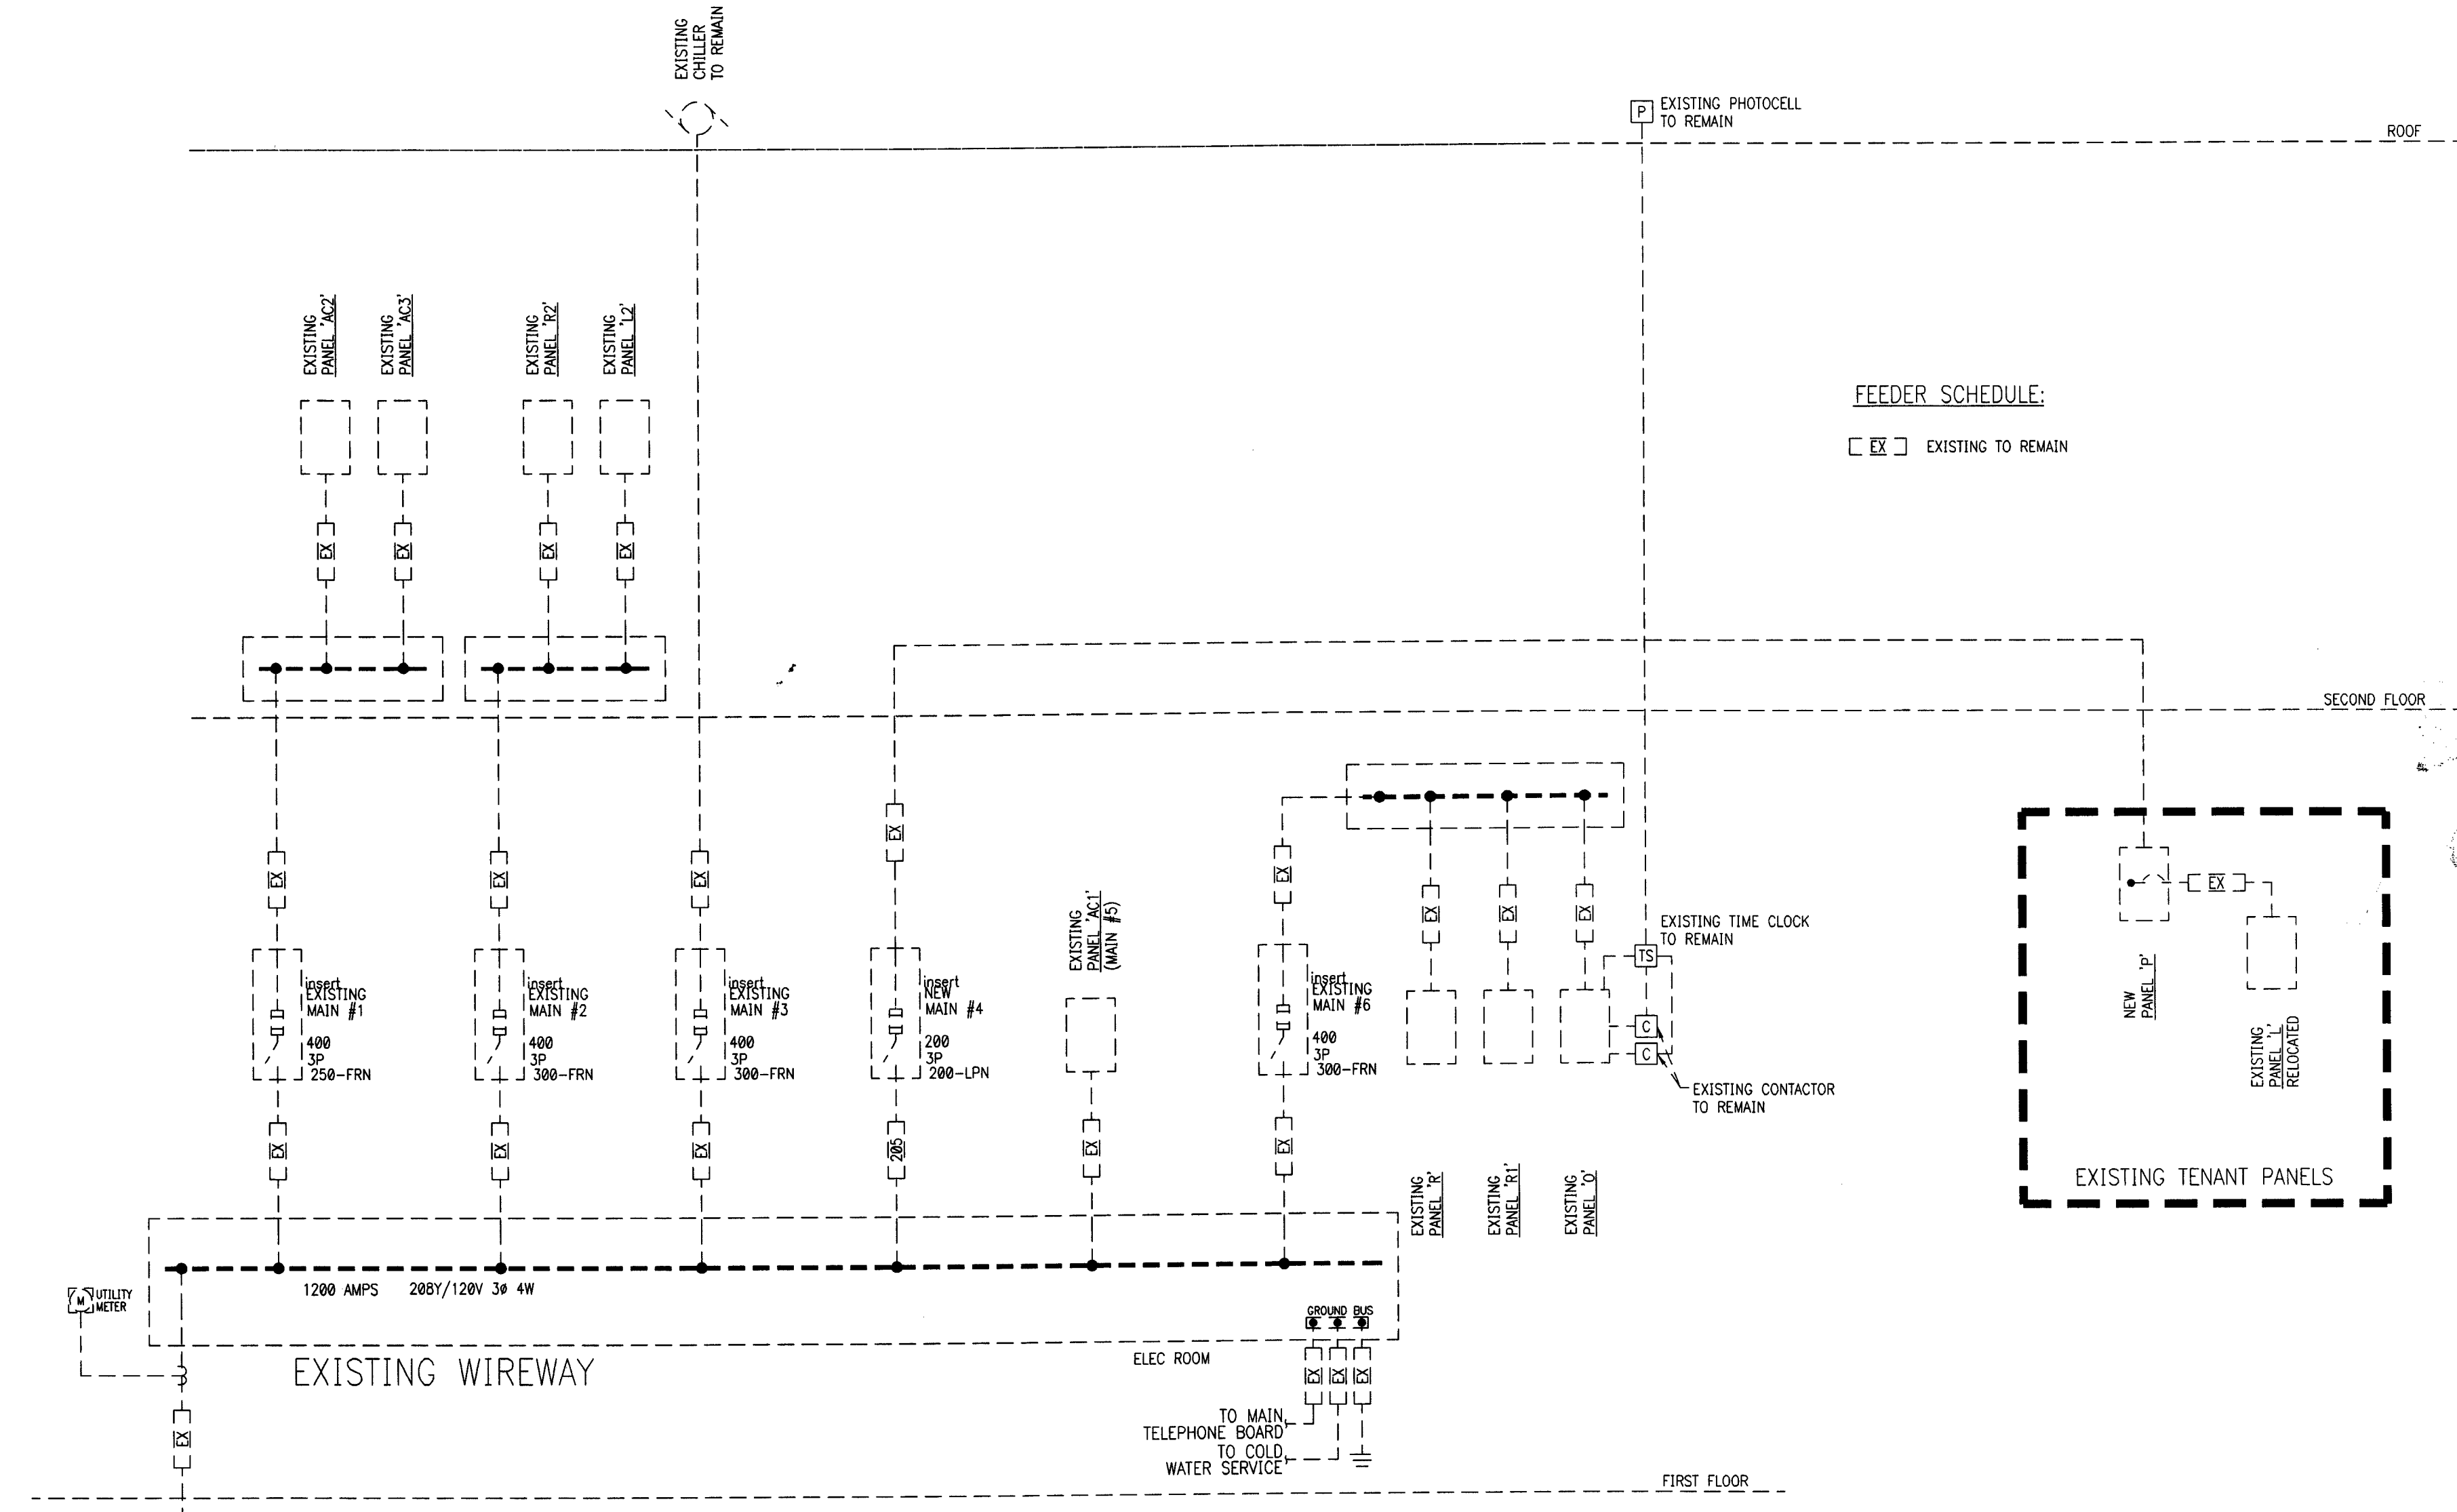 EXISTING
CHILLER
TO REMAIN
P
EXISTING PHOTOCELL
TO REMAIN
ROOF
EXISTING
PANEL 'AC2'
EXISTING
PANEL 'AC3'
EXISTING
PANEL 'R2'
EXISTING
PANEL 'L2'
FEEDER SCHEDULE:
EX EXISTING TO REMAIN
EX
EX
EX
EX
SECOND FLOOR
EX
EX
EX
EX
EX
EX
EX
EX
EX
insert
EXISTING
MAIN #1
400
3P
250-FRN
insert
EXISTING
MAIN #2
400
3P
300-FRN
insert
EXISTING
MAIN #3
400
3P
300-FRN
insert
NEW
MAIN #4
200
3P
200-LPN
EXISTING
PANEL 'AC1'
(MAIN #5)
insert
EXISTING
MAIN #6
400
3P
300-FRN
EXISTING TIME CLOCK
TO REMAIN
TS
C
C
EXISTING CONTACTOR
TO REMAIN
NEW
PANEL 'P'
EX
EXISTING
PANEL 'L'
RELOCATED
EXISTING TENANT PANELS
EX
EX
EX
205
EX
EX
EXISTING
PANEL 'R'
EXISTING
PANEL 'R1'
EXISTING
PANEL 'O'
M
UTILITY
METER
1200 AMPS 208Y/120V 3ø 4W
GROUND BUS
EXISTING WIREWAY
ELEC ROOM
EX
EX
EX
EX
TO MAIN
TELEPHONE BOARD
TO COLD
WATER SERVICE
FIRST FLOOR